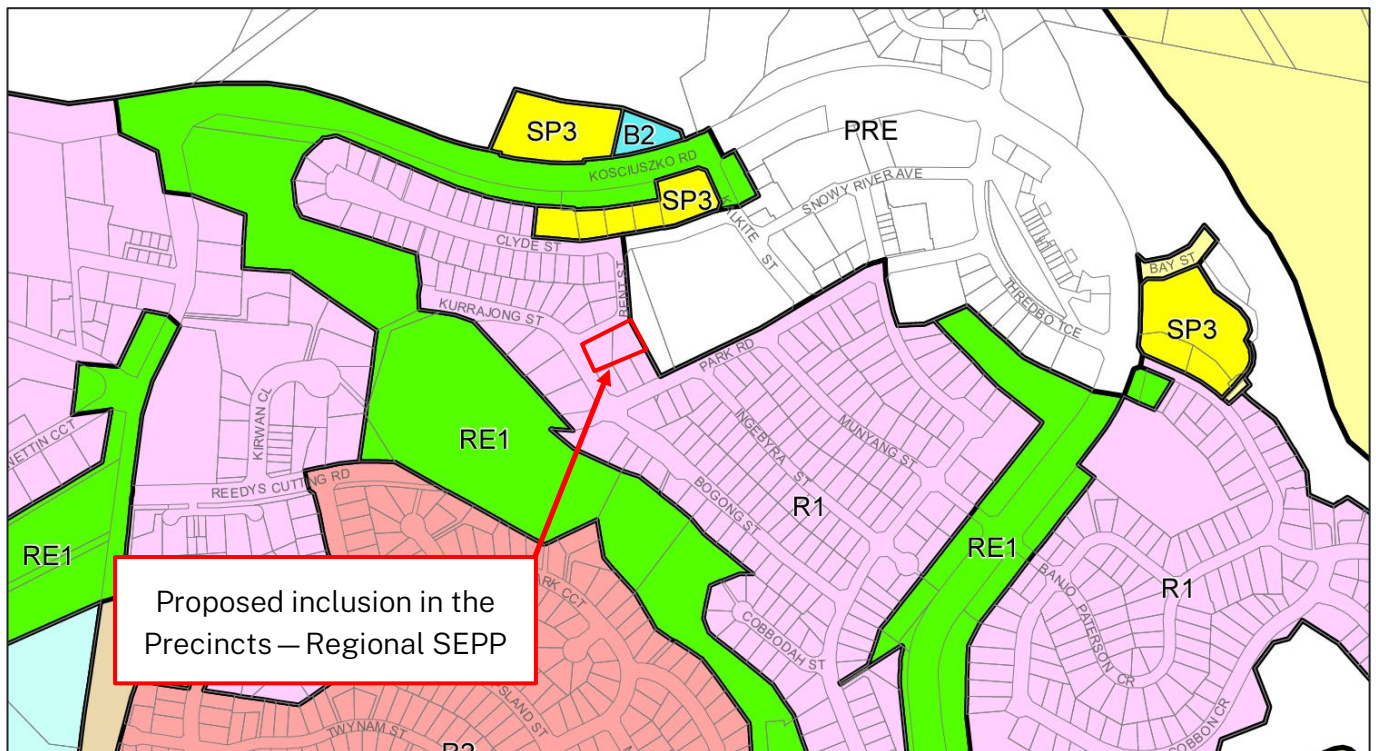 SP3
B2
PRE
KOSCIUSZKO RD
SP3
SNOWY RIVER AVE
CLYDE ST
BENT ST
BAY ST
THREDBO TCE
SP3
KURRAJONG ST
PARK RD
KIRWAN CL
RE1
INGEBYRA ST
MUNYANG ST
REEDYS CUTTING RD
BOGONG ST
R1
RE1
RE1
R1
BANJO PATERSON CR
Proposed inclusion in the
Precincts — Regional SEPP
COBBODAH ST
TWYNAM ST